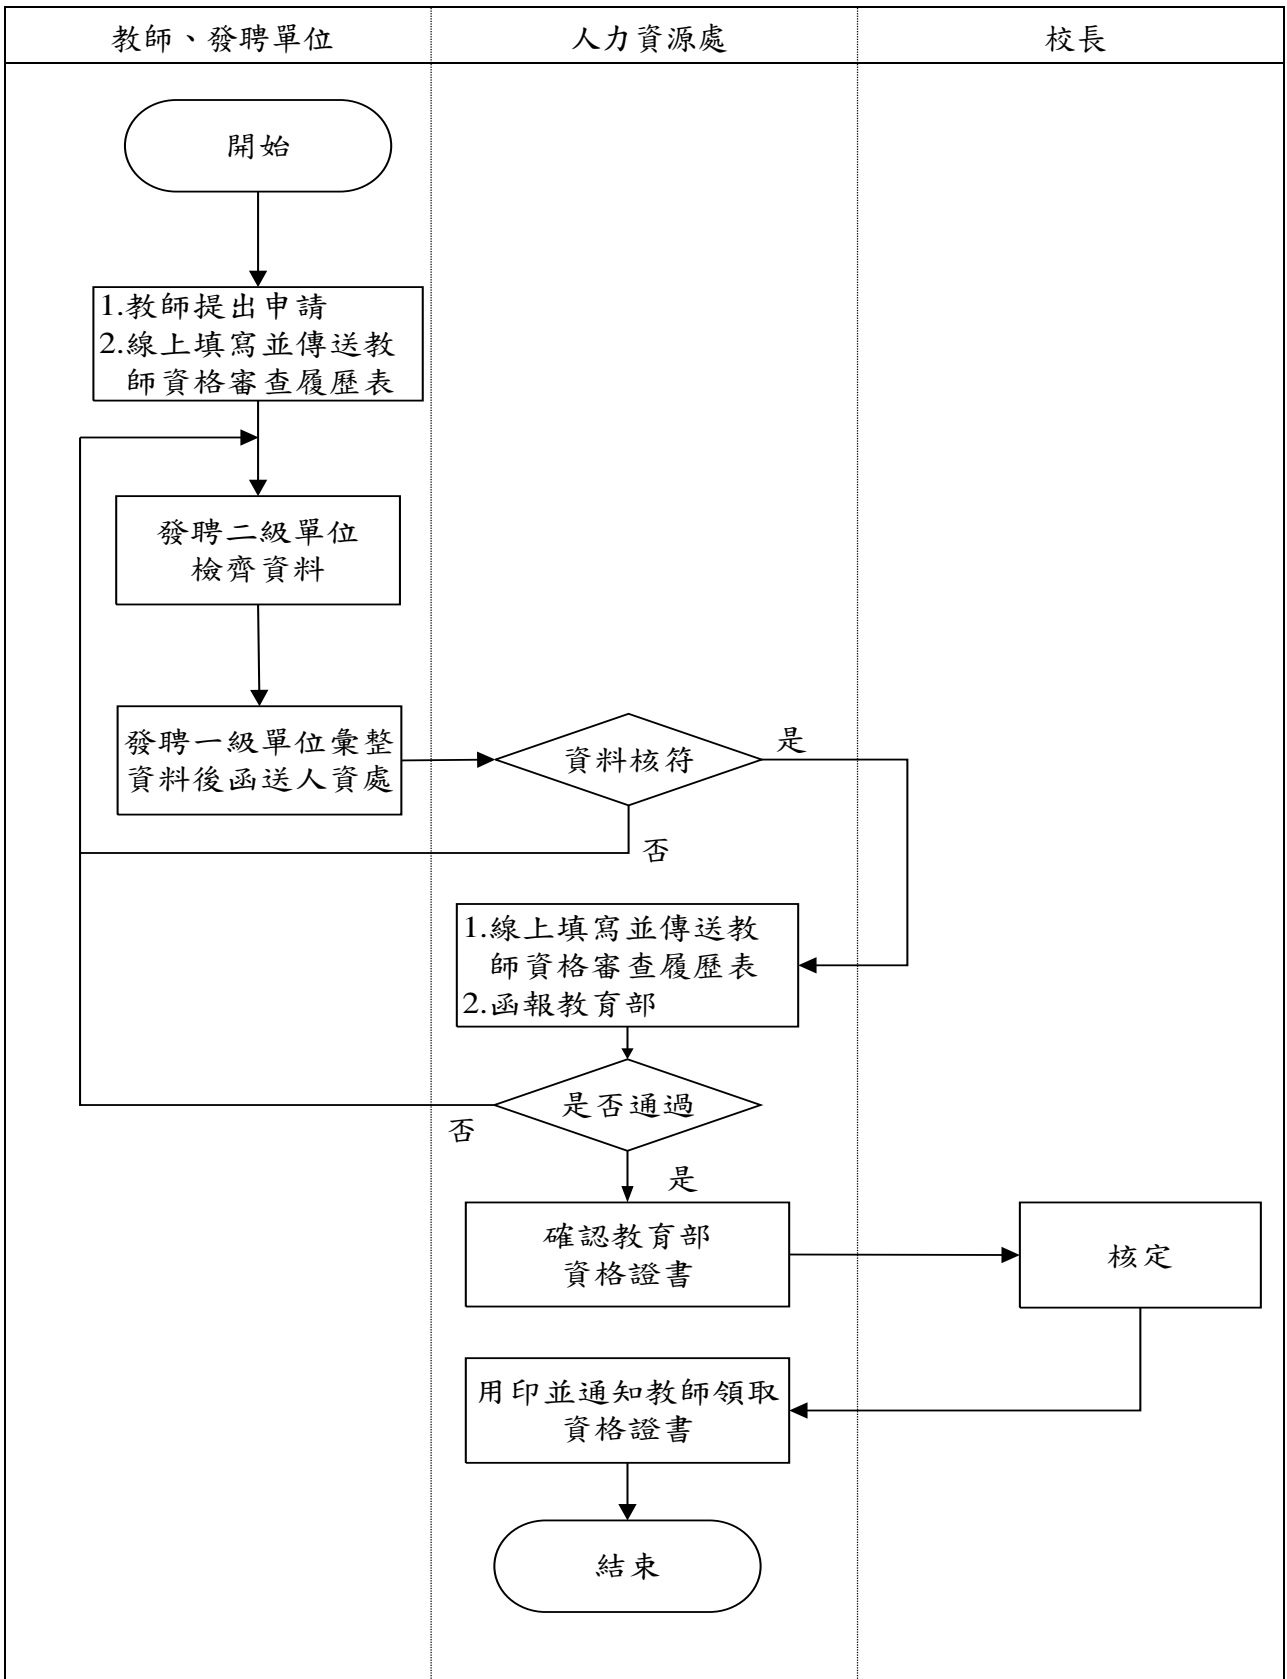 教師、發聘單位
人力資源處
校長
開始
1.教師提出申請
2.線上填寫並傳送教
師資格審查履歷表
發聘二級單位
檢齊資料
發聘一級單位彙整
資料後函送人資處
資料核符
是
否
1.線上填寫並傳送教
師資格審查履歷表
2.函報教育部
是否通過
否
是
確認教育部
資格證書
核定
用印並通知教師領取
資格證書
結束